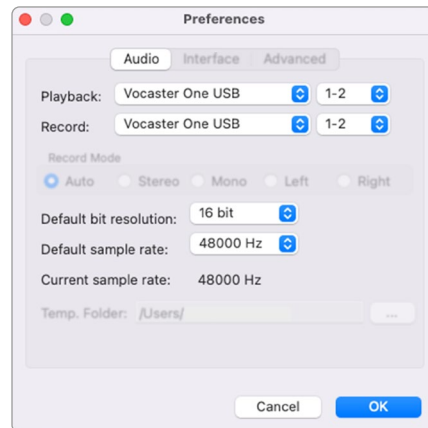 Preferences
Audio Interface Advanced
Playback: Vocaster One USB 1-2
Record: Vocaster One USB 1-2
Record Mode
Auto Stereo Mono Left Right
Default bit resolution: 16 bit
Default sample rate: 48000 Hz
Current sample rate: 48000 Hz
Temp. Folder: /Users/ ...
Cancel OK